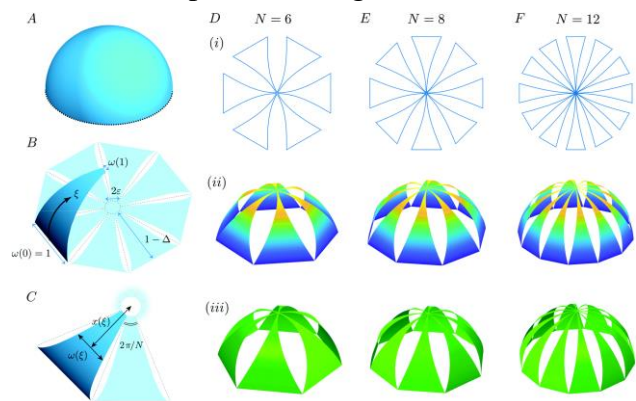 A
D
N = 6
E
N = 8
F
N = 12
(i)
B
ω(1)
2ε
ξ
1 − Δ
ω(0) = 1
(ii)
C
x(ξ)
ω(ξ)
2π/N
(iii)